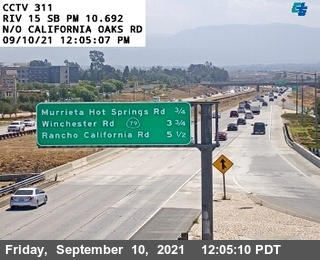 CCTV 311
RIV 15 SB PM 10.692
N/O CALIFORNIA OAKS RD
09/10/21 12:05:07 PM
Murrieta Hot Springs Rd 3/4
Winchester Rd 79 3 3/4
Rancho California Rd 5 1/2
Friday, September 10, 2021 12:05:10 PDT